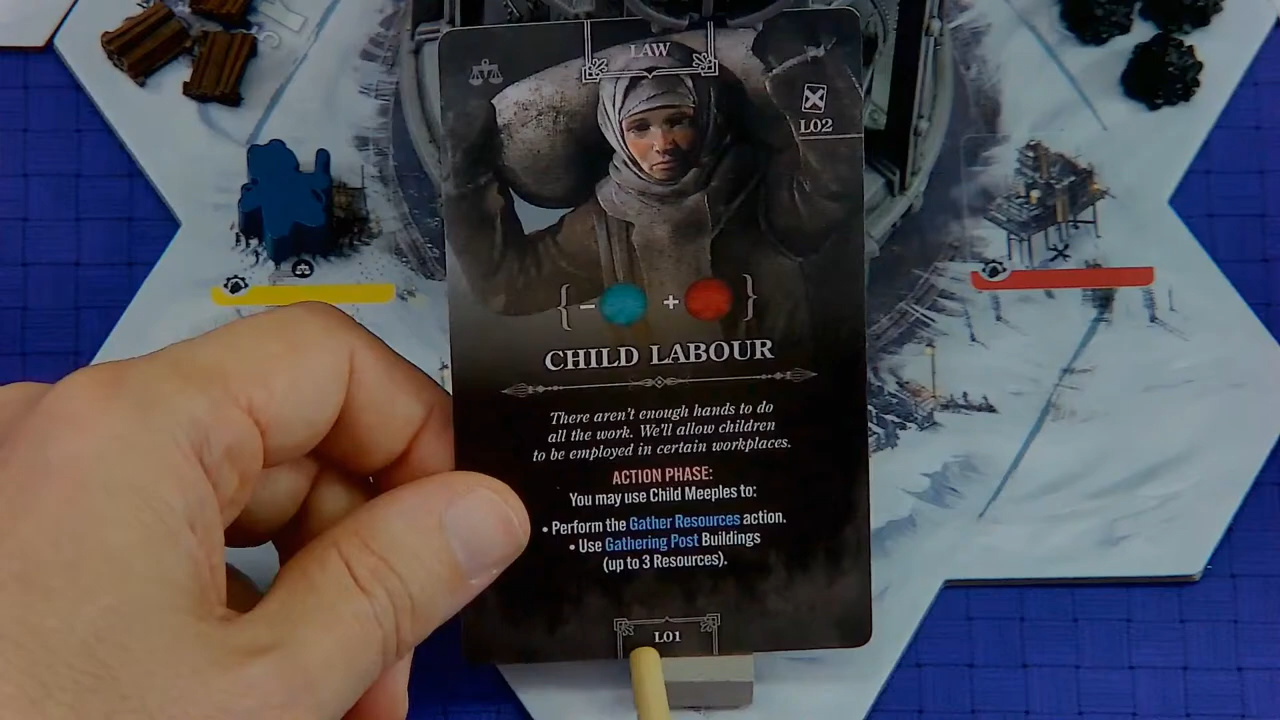 LAW
L02
{ - + }
CHILD LABOUR
There aren't enough hands to do
all the work. We'll allow children
to be employed in certain workplaces.
ACTION PHASE:
You may use Child Meeples to:
• Perform the Gather Resources action.
• Use Gathering Post Buildings
(up to 3 Resources).
L01